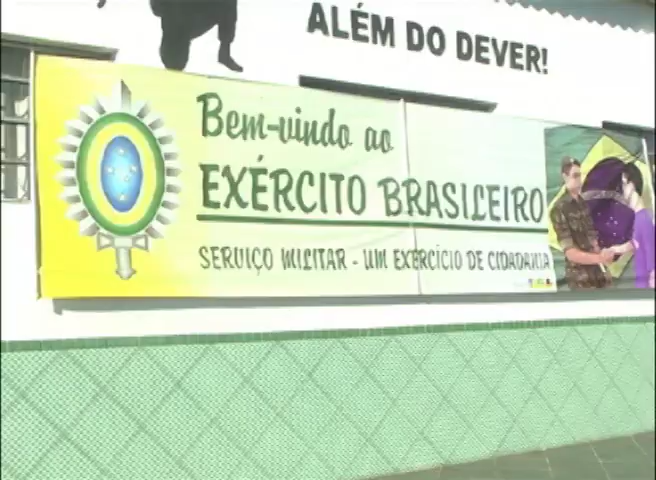 ALÉM DO DEVER!
Bem-vindo ao
EXÉRCITO BRASILEIRO
SERVIÇO MILITAR - UM EXERCÍCIO DE CIDADANIA